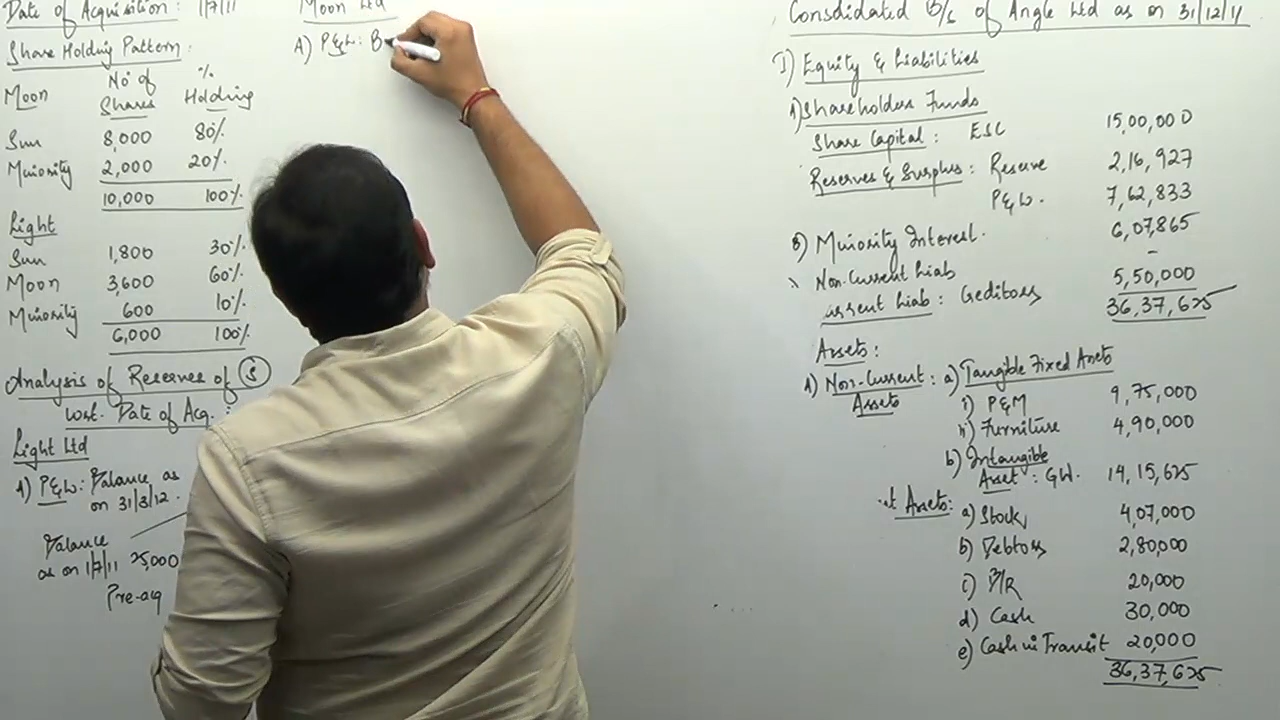 Date of Acquisition: 1/7/11
Share Holding Pattern:
Moon
No of Shares
% Holding
Sun 8,000 80%
Minority 2,000 20%
10,000 100%
Light
Sun 1,800 30%
Moon 3,600 60%
Minority 600 10%
6,000 100%
Analysis of Reserves of S
w.r.t. Date of Acq. :
Light Ltd
A) P&L: Balance as
on 31/3/12.
Balance
as on 1/7/11 25,000
Pre-acq
Moon Ltd
A) P&L: B
Consolidated B/S of Angle Ltd as on 31/12/11
I) Equity & Liabilities
1) Shareholders Funds
Share Capital: ESC 15,00,000
Reserves & Surplus: Reserve 2,16,927
P&L. 7,62,833
B) Minority Interest. 6,07,865
Non-Current Liab -
urrent Liab: Creditors 5,50,000
36,37,625
Assets:
1) Non-Current Assets: a) Tangible Fixed Assets
i) P&M 9,75,000
ii) Furniture 4,90,000
b) Intangible
Asset: GW. 14,15,625
t Assets: a) Stock 4,07,000
b) Debtors 2,80,000
c) B/R 20,000
d) Cash 30,000
e) Cash in Transit 20,000
36,37,625